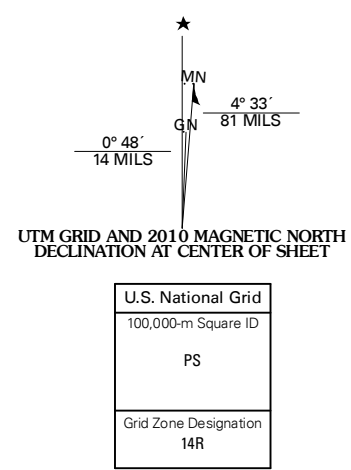 MN
4° 33´
81 MILS
GN
0° 48´
14 MILS
UTM GRID AND 2010 MAGNETIC NORTH
DECLINATION AT CENTER OF SHEET
U.S. National Grid
100,000-m Square ID
PS
Grid Zone Designation
14R